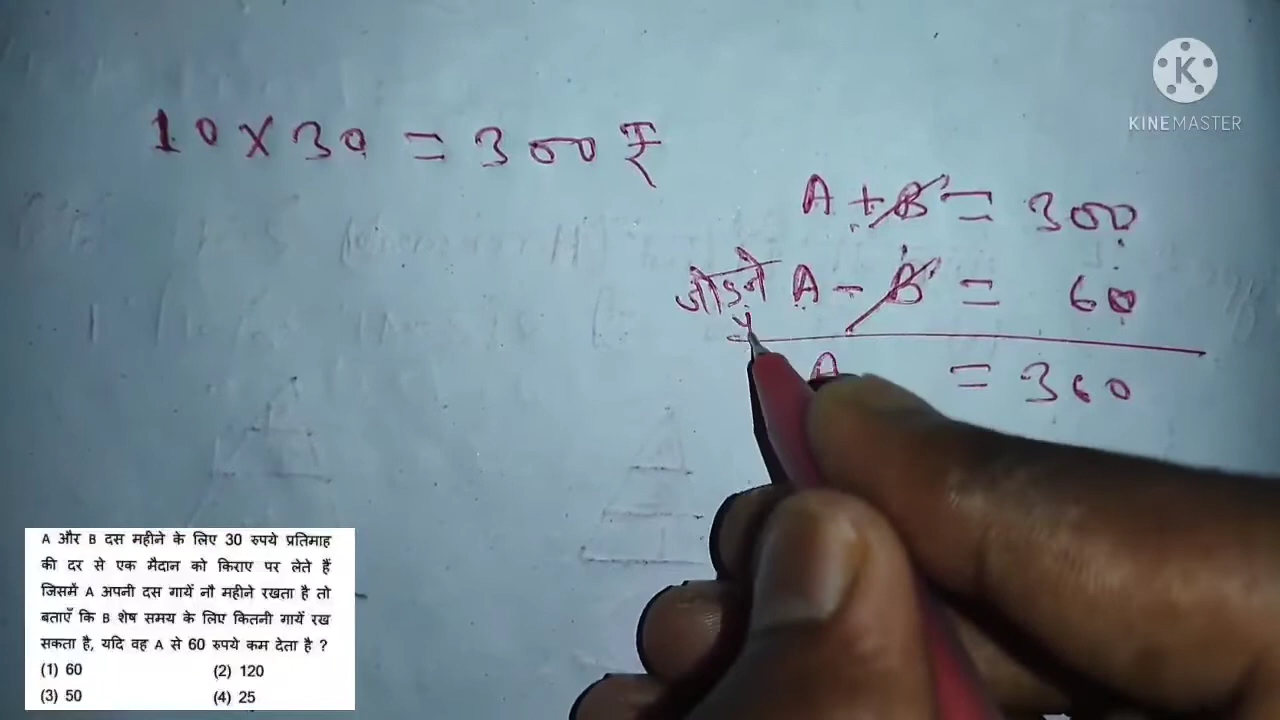 KINEMASTER
10 X 30 = 300 ₹
A + B = 300
जोड़ने A - B = 60
A = 360
A और B दस महीने के लिए 30 रुपये प्रतिमाह
की दर से एक मैदान को किराए पर लेते हैं
जिसमें A अपनी दस गायें नौ महीने रखता है तो
बताएँ कि B शेष समय के लिए कितनी गायें रख
सकता है, यदि वह A से 60 रुपये कम देता है ?
(1) 60 (2) 120
(3) 50 (4) 25